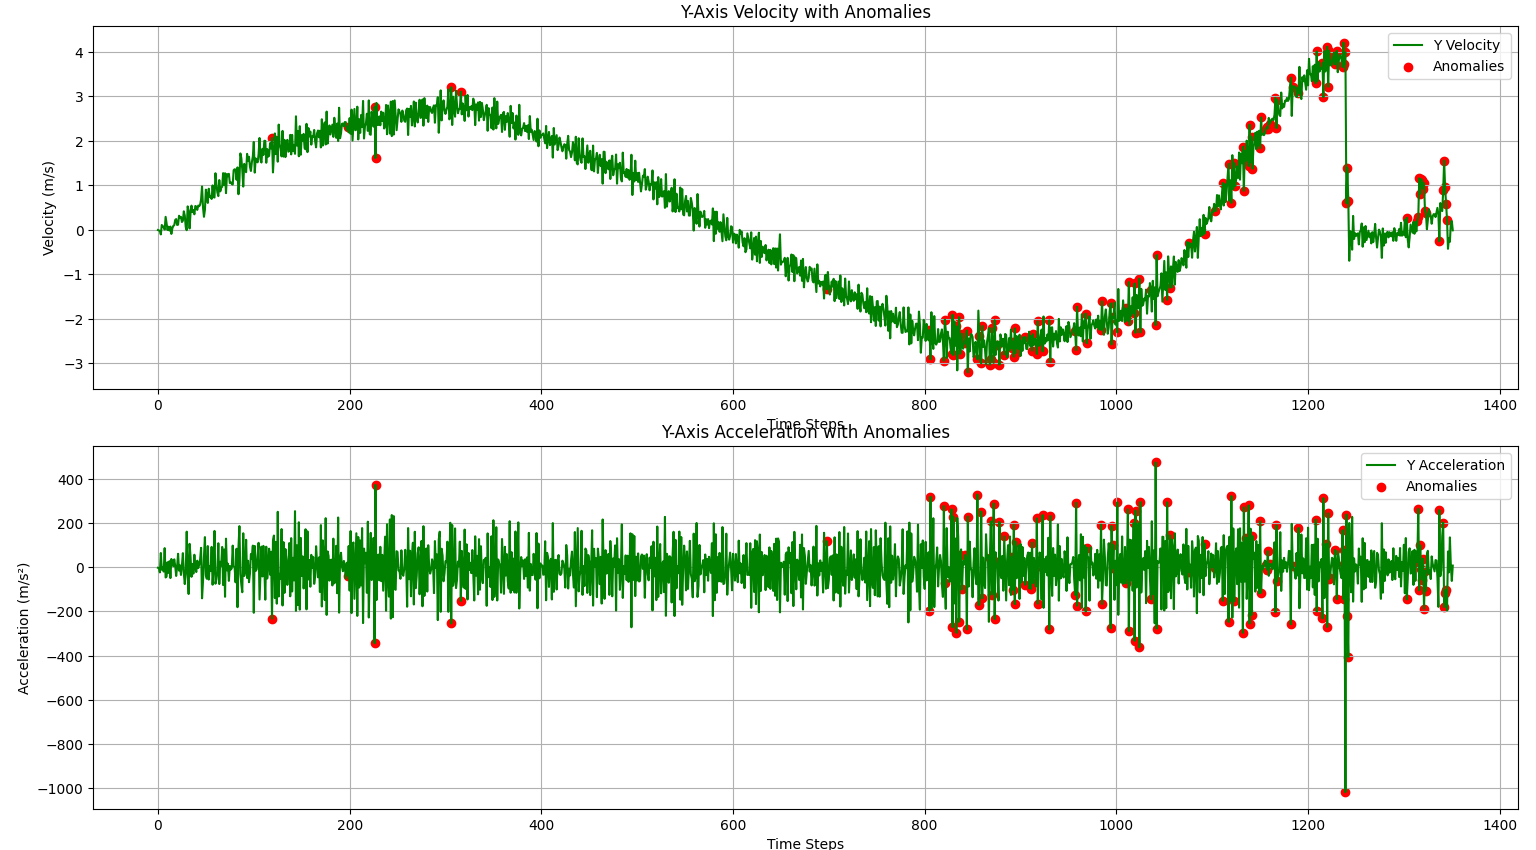 Y-Axis Velocity with Anomalies
Velocity (m/s)
4
3
2
1
0
−1
−2
−3
Y Velocity
Anomalies
0 200 400 600 800 1000 1200 1400
Time Steps
Y-Axis Acceleration with Anomalies
Acceleration (m/s²)
400
200
0
−200
−400
−600
−800
−1000
Y Acceleration
Anomalies
0 200 400 600 800 1000 1200 1400
Time Steps